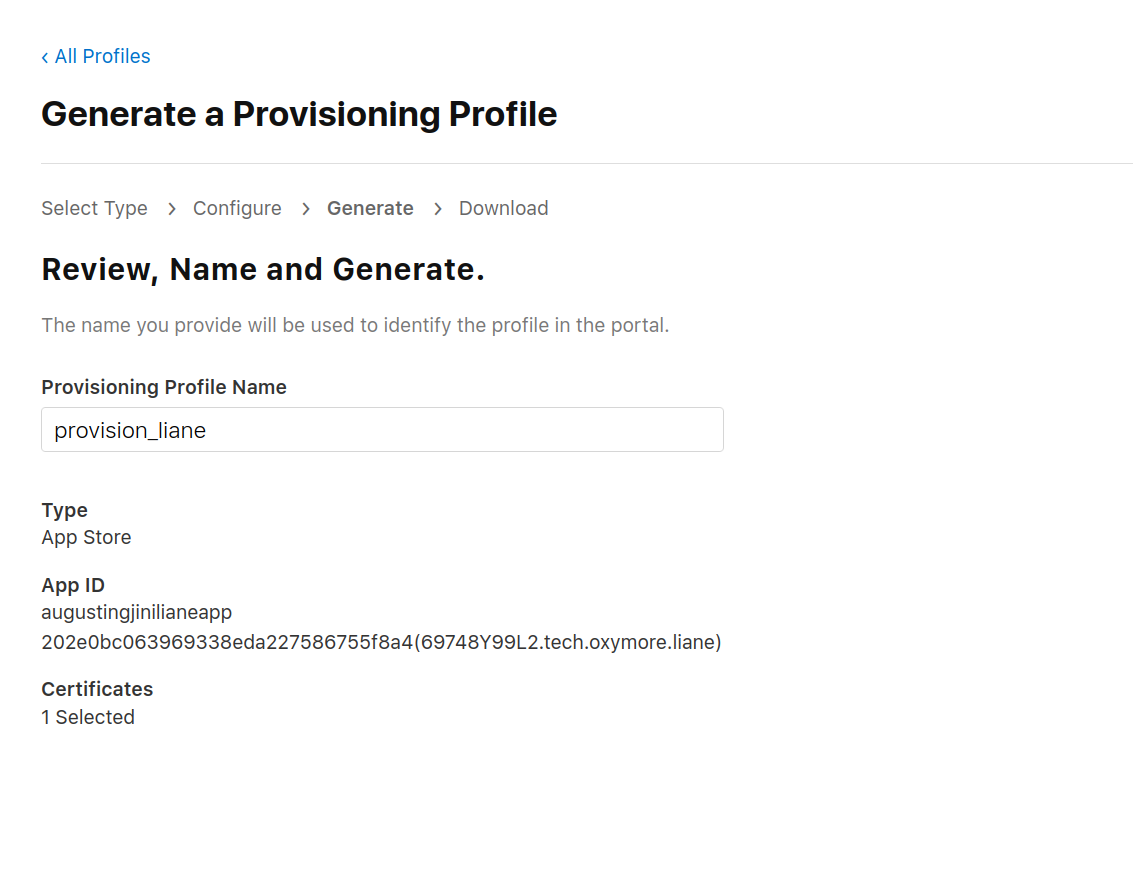 ‹ All Profiles
Generate a Provisioning Profile
Select Type › Configure › Generate › Download
Review, Name and Generate.
The name you provide will be used to identify the profile in the portal.
Provisioning Profile Name
provision_liane
Type
App Store
App ID
augustingjinilianeapp
202e0bc063969338eda227586755f8a4(69748Y99L2.tech.oxymore.liane)
Certificates
1 Selected